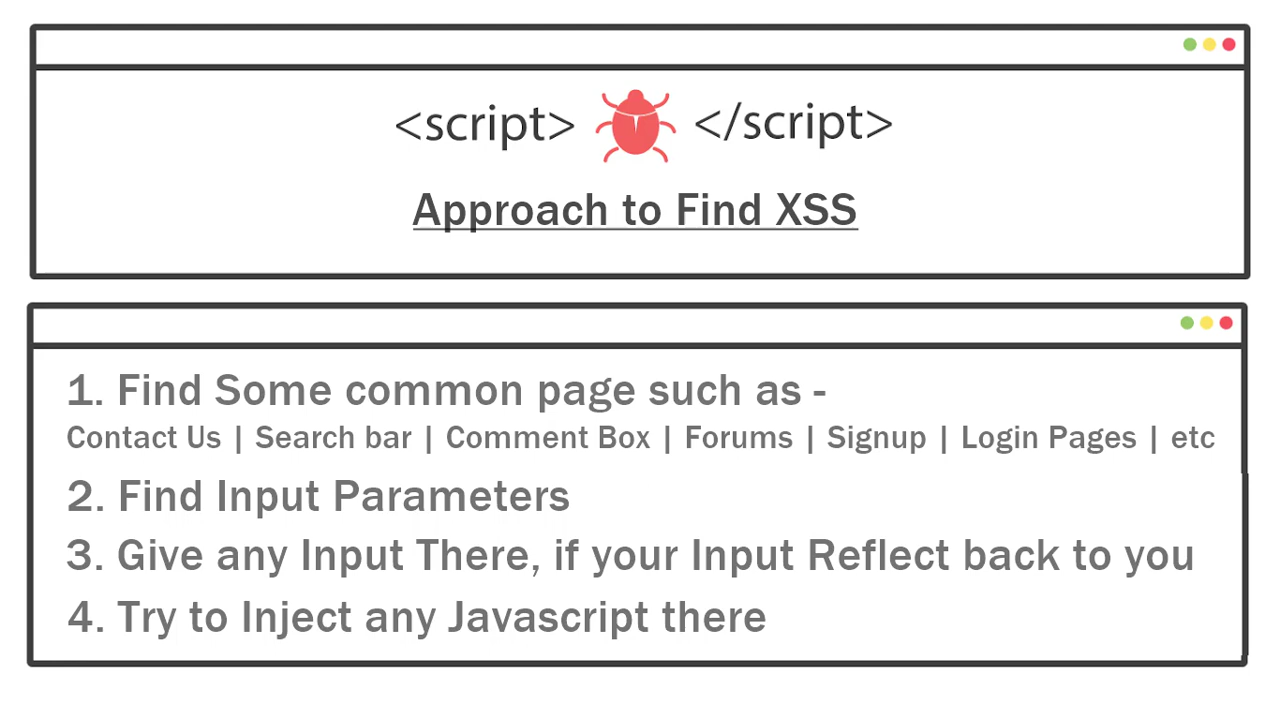 <script> </script>
Approach to Find XSS
1. Find Some common page such as -
Contact Us | Search bar | Comment Box | Forums | Signup | Login Pages | etc
2. Find Input Parameters
3. Give any Input There, if your Input Reflect back to you
4. Try to Inject any Javascript there